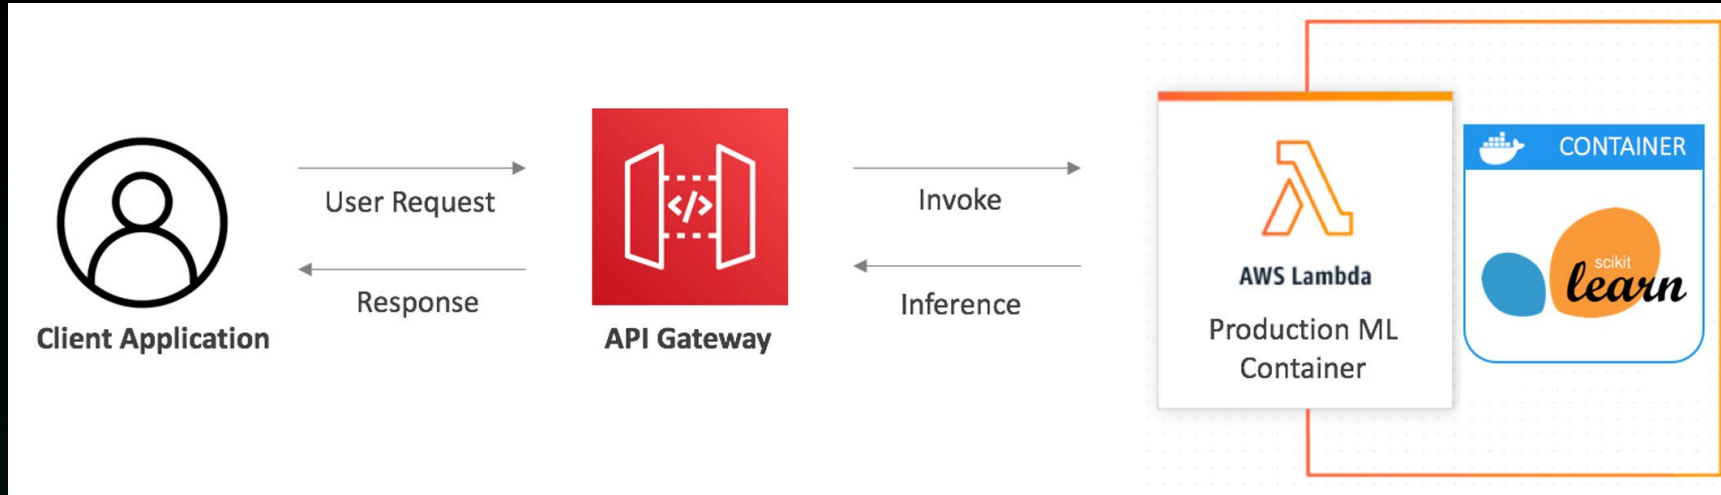 User Request
Response
Client Application
</>
API Gateway
Invoke
Inference
AWS Lambda
Production ML
Container
CONTAINER
scikit
learn